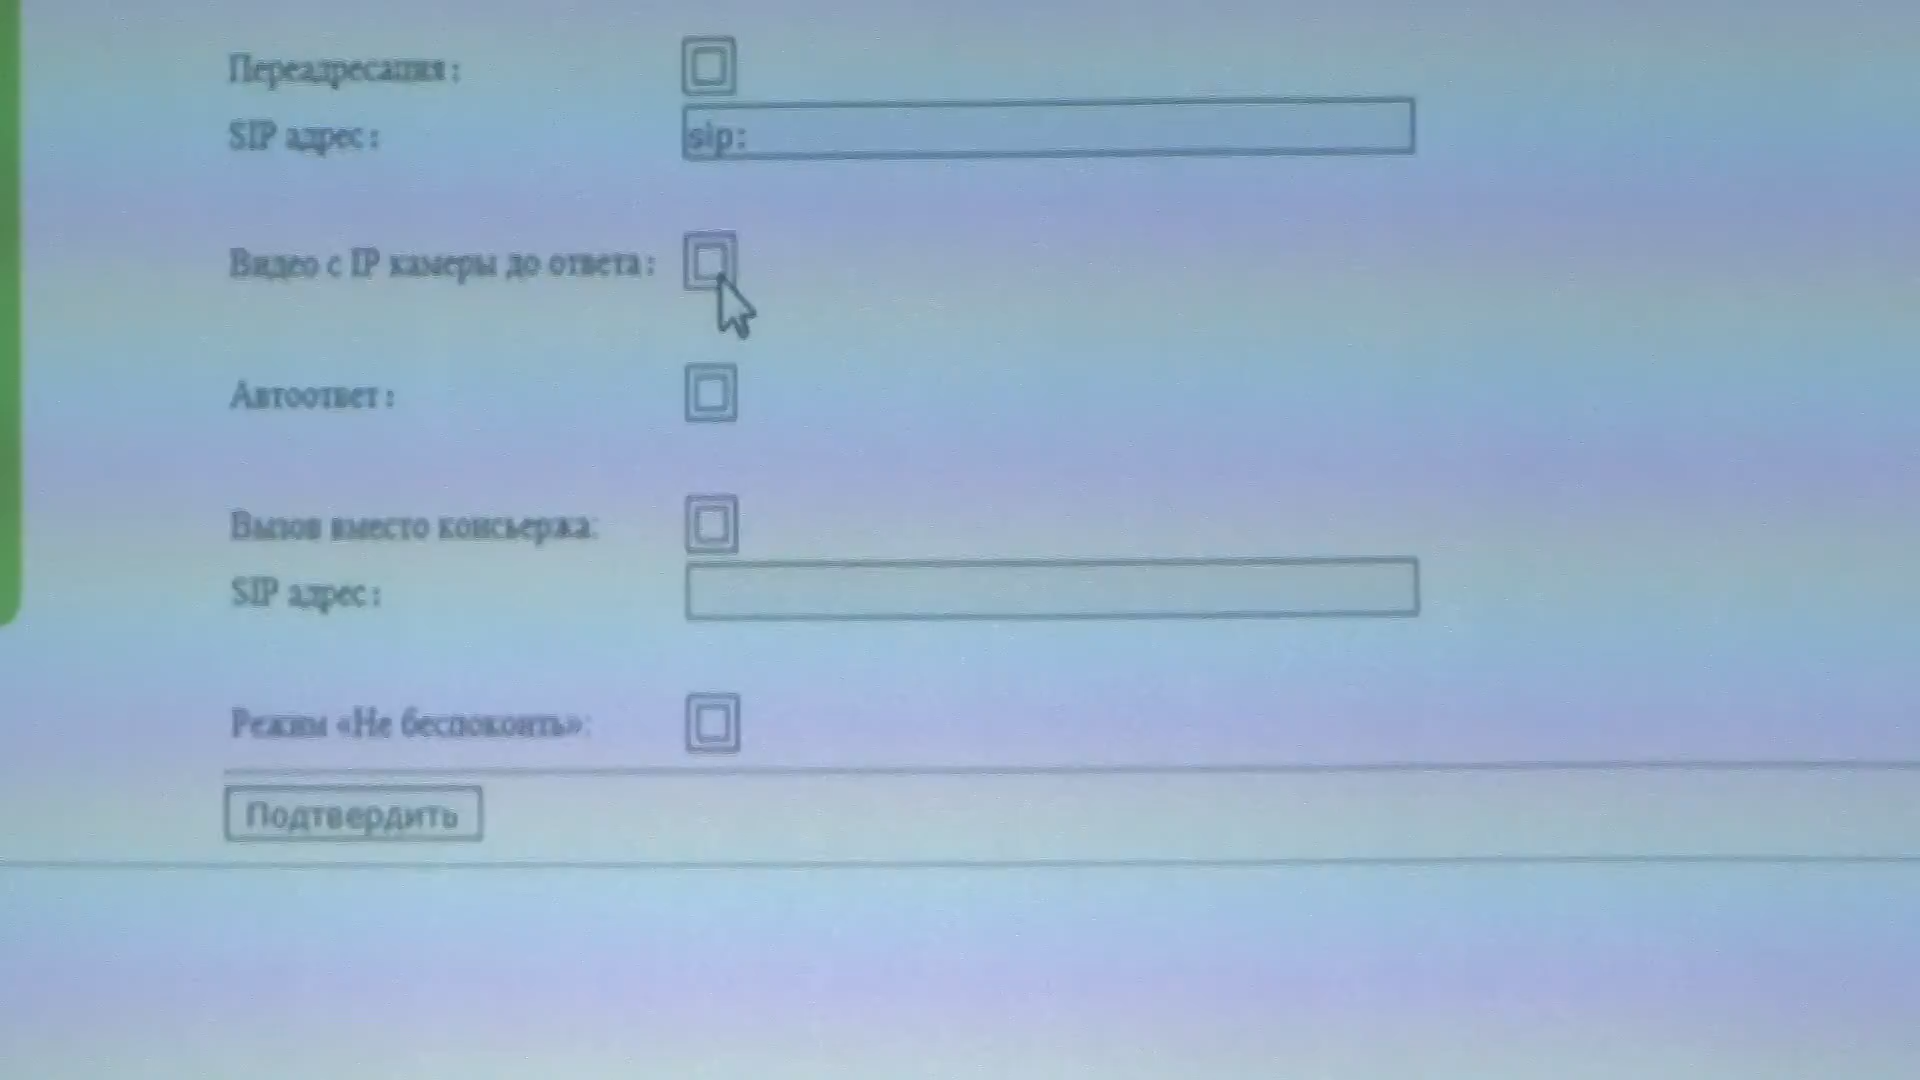 Переадресация :
SIP адрес :
sip:
Видео с IP камеры до ответа :
Автоответ :
Вызов вместо консьержа:
SIP адрес :
Режим «Не беспокоить»:
Подтвердить